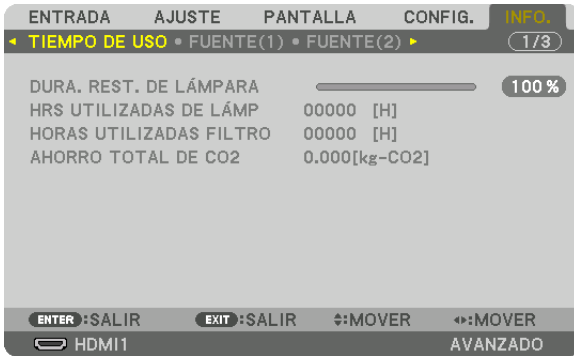 ENTRADA AJUSTE PANTALLA CONFIG. INFO.
◂ TIEMPO DE USO • FUENTE(1) • FUENTE(2) ▸ 1/3
DURA. REST. DE LÁMPARA 100 %
HRS UTILIZADAS DE LÁMP 00000 [H]
HORAS UTILIZADAS FILTRO 00000 [H]
AHORRO TOTAL DE CO2 0.000[kg-CO2]
ENTER :SALIR EXIT :SALIR ♦:MOVER ◂▸:MOVER
HDMI1 AVANZADO